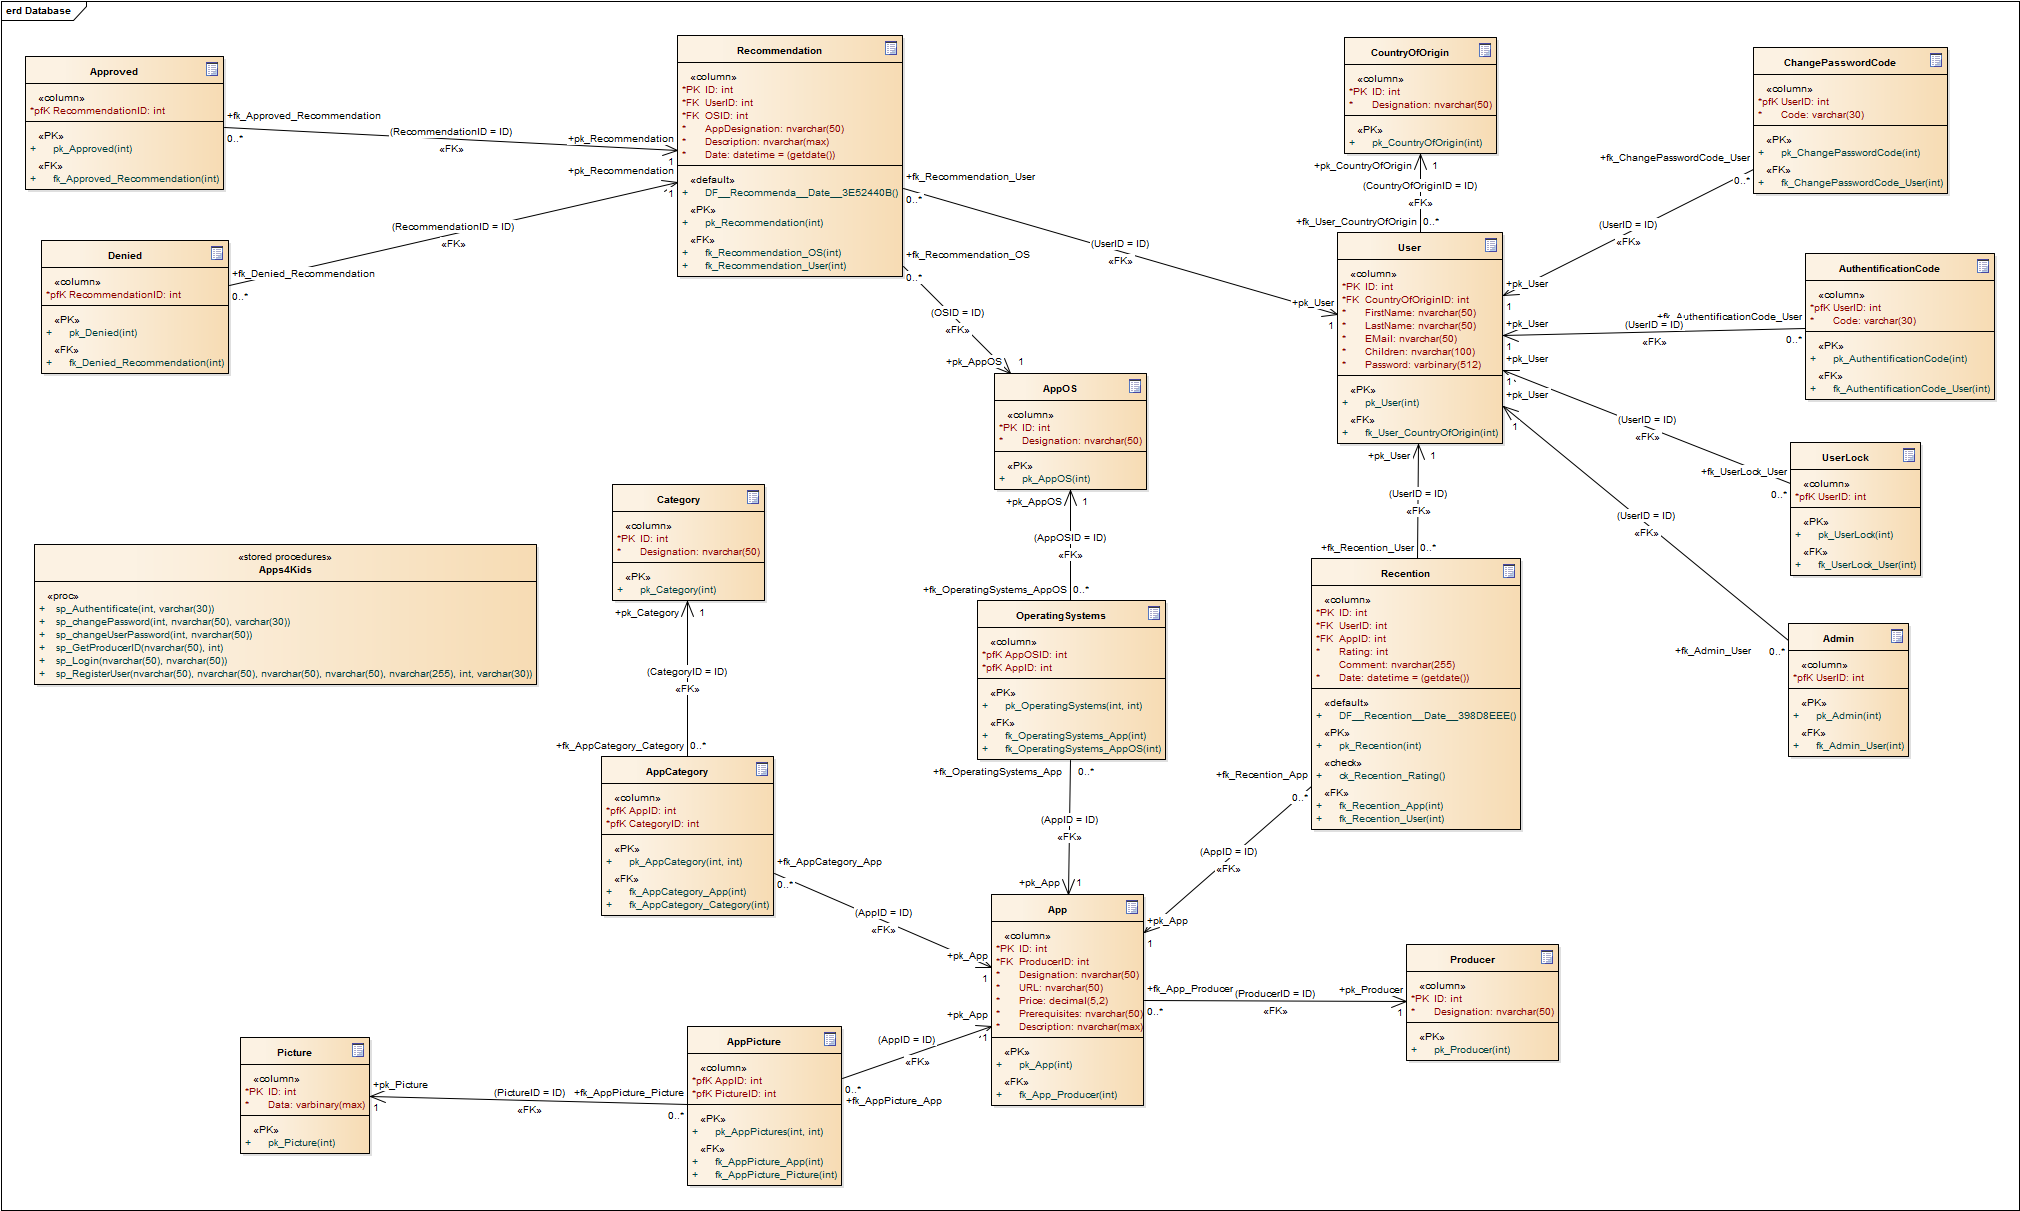 erd Database
Approved
«column»
*pfK RecommendationID: int
«PK»
+ pk_Approved(int)
«FK»
+ fk_Approved_Recommendation(int)
+fk_Approved_Recommendation
0..*
(RecommendationID = ID)
«FK»
+pk_Recommendation
1
Denied
«column»
*pfK RecommendationID: int
«PK»
+ pk_Denied(int)
«FK»
+ fk_Denied_Recommendation(int)
+fk_Denied_Recommendation
0..*
(RecommendationID = ID)
«FK»
+pk_Recommendation
1
Recommendation
«column»
*PK ID: int
*FK UserID: int
*FK OSID: int
* AppDesignation: nvarchar(50)
* Description: nvarchar(max)
* Date: datetime = (getdate())
«default»
+ DF__Recommenda__Date__3E52440B()
«PK»
+ pk_Recommendation(int)
«FK»
+ fk_Recommendation_OS(int)
+ fk_Recommendation_User(int)
+fk_Recommendation_User
0..*
(UserID = ID)
«FK»
+pk_User
1
+fk_Recommendation_OS
0..*
(OSID = ID)
«FK»
+pk_AppOS
1
CountryOfOrigin
«column»
*PK ID: int
* Designation: nvarchar(50)
«PK»
+ pk_CountryOfOrigin(int)
+pk_CountryOfOrigin
1
(CountryOfOriginID = ID)
«FK»
+fk_User_CountryOfOrigin
0..*
User
«column»
*PK ID: int
*FK CountryOfOriginID: int
* FirstName: nvarchar(50)
* LastName: nvarchar(50)
* EMail: nvarchar(50)
* Children: nvarchar(100)
* Password: varbinary(512)
«PK»
+ pk_User(int)
«FK»
+ fk_User_CountryOfOrigin(int)
ChangePasswordCode
«column»
*pfK UserID: int
* Code: varchar(30)
«PK»
+ pk_ChangePasswordCode(int)
«FK»
+ fk_ChangePasswordCode_User(int)
+fk_ChangePasswordCode_User
0..*
(UserID = ID)
«FK»
+pk_User
1
AuthentificationCode
«column»
*pfK UserID: int
* Code: varchar(30)
«PK»
+ pk_AuthentificationCode(int)
«FK»
+ fk_AuthentificationCode_User(int)
+fk_AuthentificationCode_User
0..*
(UserID = ID)
«FK»
+pk_User
1
UserLock
«column»
*pfK UserID: int
«PK»
+ pk_UserLock(int)
«FK»
+ fk_UserLock_User(int)
+fk_UserLock_User
0..*
(UserID = ID)
«FK»
+pk_User
1
Admin
«column»
*pfK UserID: int
«PK»
+ pk_Admin(int)
«FK»
+ fk_Admin_User(int)
+fk_Admin_User
0..*
(UserID = ID)
«FK»
+pk_User
1
AppOS
«column»
*PK ID: int
* Designation: nvarchar(50)
«PK»
+ pk_AppOS(int)
+pk_AppOS
1
(AppOSID = ID)
«FK»
+fk_OperatingSystems_AppOS
0..*
Category
«column»
*PK ID: int
* Designation: nvarchar(50)
«PK»
+ pk_Category(int)
+pk_Category
1
(CategoryID = ID)
«FK»
+fk_AppCategory_Category
0..*
«stored procedures»
Apps4Kids
«proc»
+ sp_Authentificate(int, varchar(30))
+ sp_changePassword(int, nvarchar(50), varchar(30))
+ sp_changeUserPassword(int, nvarchar(50))
+ sp_GetProducerID(nvarchar(50), int)
+ sp_Login(nvarchar(50), nvarchar(50))
+ sp_RegisterUser(nvarchar(50), nvarchar(50), nvarchar(50), nvarchar(50), nvarchar(255), int, varchar(30))
OperatingSystems
«column»
*pfK AppOSID: int
*pfK AppID: int
«PK»
+ pk_OperatingSystems(int, int)
«FK»
+ fk_OperatingSystems_App(int)
+ fk_OperatingSystems_AppOS(int)
+fk_OperatingSystems_App
0..*
(AppID = ID)
«FK»
+pk_App
1
+pk_User
1
(UserID = ID)
«FK»
+fk_Recention_User
0..*
Recention
«column»
*PK ID: int
*FK UserID: int
*FK AppID: int
* Rating: int
Comment: nvarchar(255)
* Date: datetime = (getdate())
«default»
+ DF__Recention__Date__398D8EEE()
«PK»
+ pk_Recention(int)
«check»
+ ck_Recention_Rating()
«FK»
+ fk_Recention_App(int)
+ fk_Recention_User(int)
+fk_Recention_App
0..*
(AppID = ID)
«FK»
+pk_App
1
AppCategory
«column»
*pfK AppID: int
*pfK CategoryID: int
«PK»
+ pk_AppCategory(int, int)
«FK»
+ fk_AppCategory_App(int)
+ fk_AppCategory_Category(int)
+fk_AppCategory_App
0..*
(AppID = ID)
«FK»
+pk_App
1
App
«column»
*PK ID: int
*FK ProducerID: int
* Designation: nvarchar(50)
* URL: nvarchar(50)
* Price: decimal(5,2)
* Prerequisites: nvarchar(50)
* Description: nvarchar(max)
«PK»
+ pk_App(int)
«FK»
+ fk_App_Producer(int)
+fk_App_Producer
0..*
(ProducerID = ID)
«FK»
+pk_Producer
1
Producer
«column»
*PK ID: int
* Designation: nvarchar(50)
«PK»
+ pk_Producer(int)
Picture
«column»
*PK ID: int
* Data: varbinary(max)
«PK»
+ pk_Picture(int)
+pk_Picture
1
(PictureID = ID)
«FK»
+fk_AppPicture_Picture
0..*
AppPicture
«column»
*pfK AppID: int
*pfK PictureID: int
«PK»
+ pk_AppPictures(int, int)
«FK»
+ fk_AppPicture_App(int)
+ fk_AppPicture_Picture(int)
+pk_App
1
(AppID = ID)
«FK»
0..*
+fk_AppPicture_App